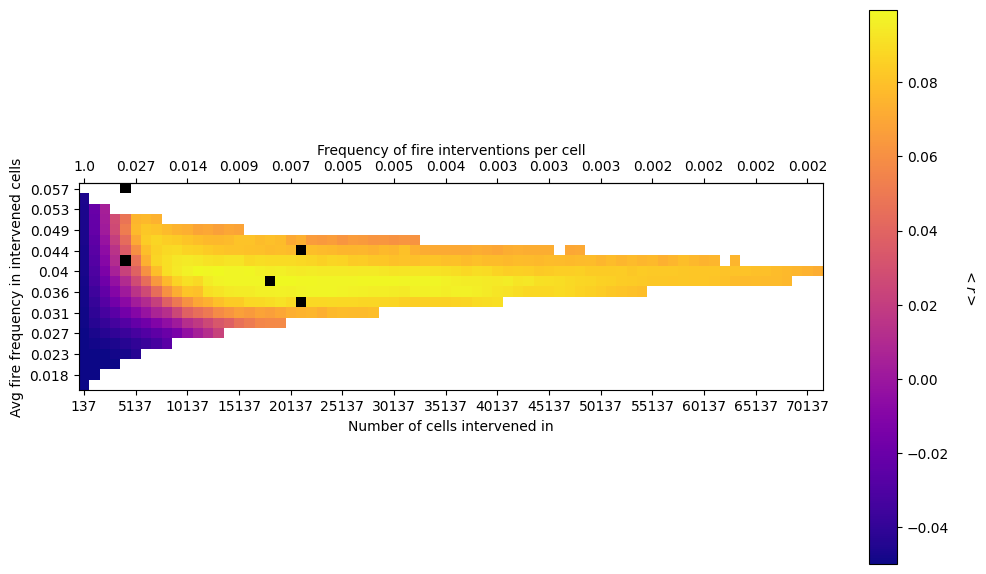 Frequency of fire interventions per cell
1.0 0.027 0.014 0.009 0.007 0.005 0.005 0.004 0.003 0.003 0.003 0.002 0.002 0.002 0.002
Avg fire frequency in intervened cells
0.057
0.053
0.049
0.044
0.04
0.036
0.031
0.027
0.023
0.018
137 5137 10137 15137 20137 25137 30137 35137 40137 45137 50137 55137 60137 65137 70137
Number of cells intervened in
0.08
0.06
0.04
0.02
0.00
−0.02
−0.04
< r >